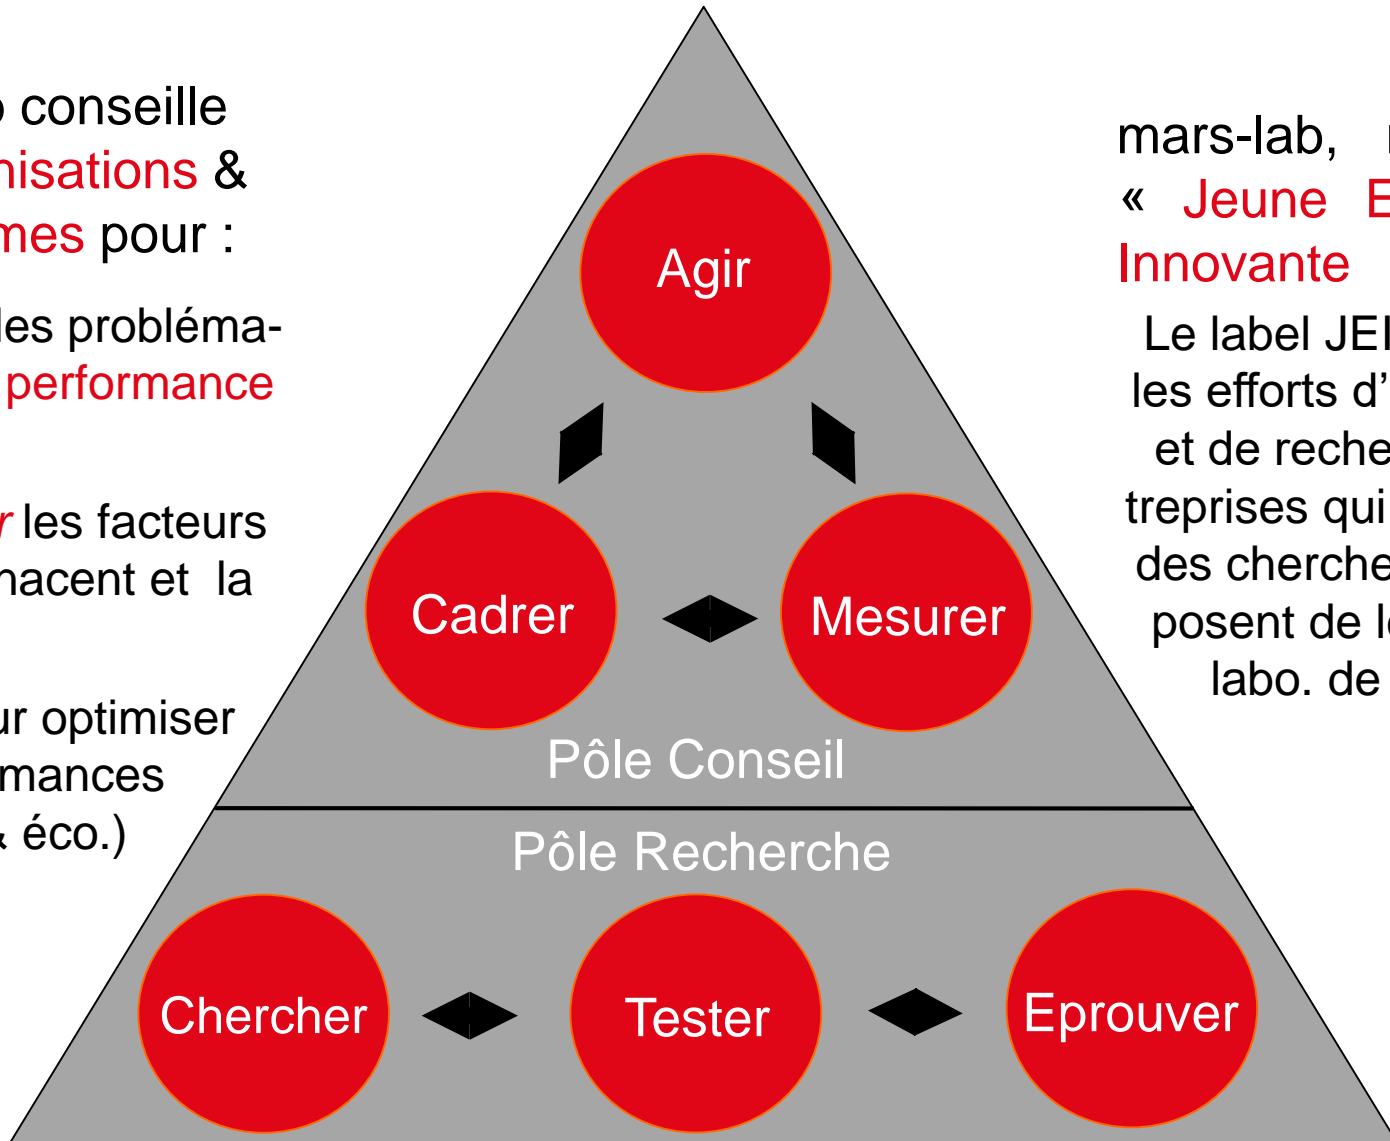 conseille
nisations &
mes pour :
les probléma-
performance
r les facteurs
nacent et la
ur optimiser
mances
& éco.)
Agir
Cadrer
Mesurer
Pôle Conseil
Pôle Recherche
Chercher
Tester
Eprouver
mars-lab,
« Jeune E
Innovante
Le label JEI
les efforts d’
et de reche
treprises qui
des cherche
posent de l
labo. de